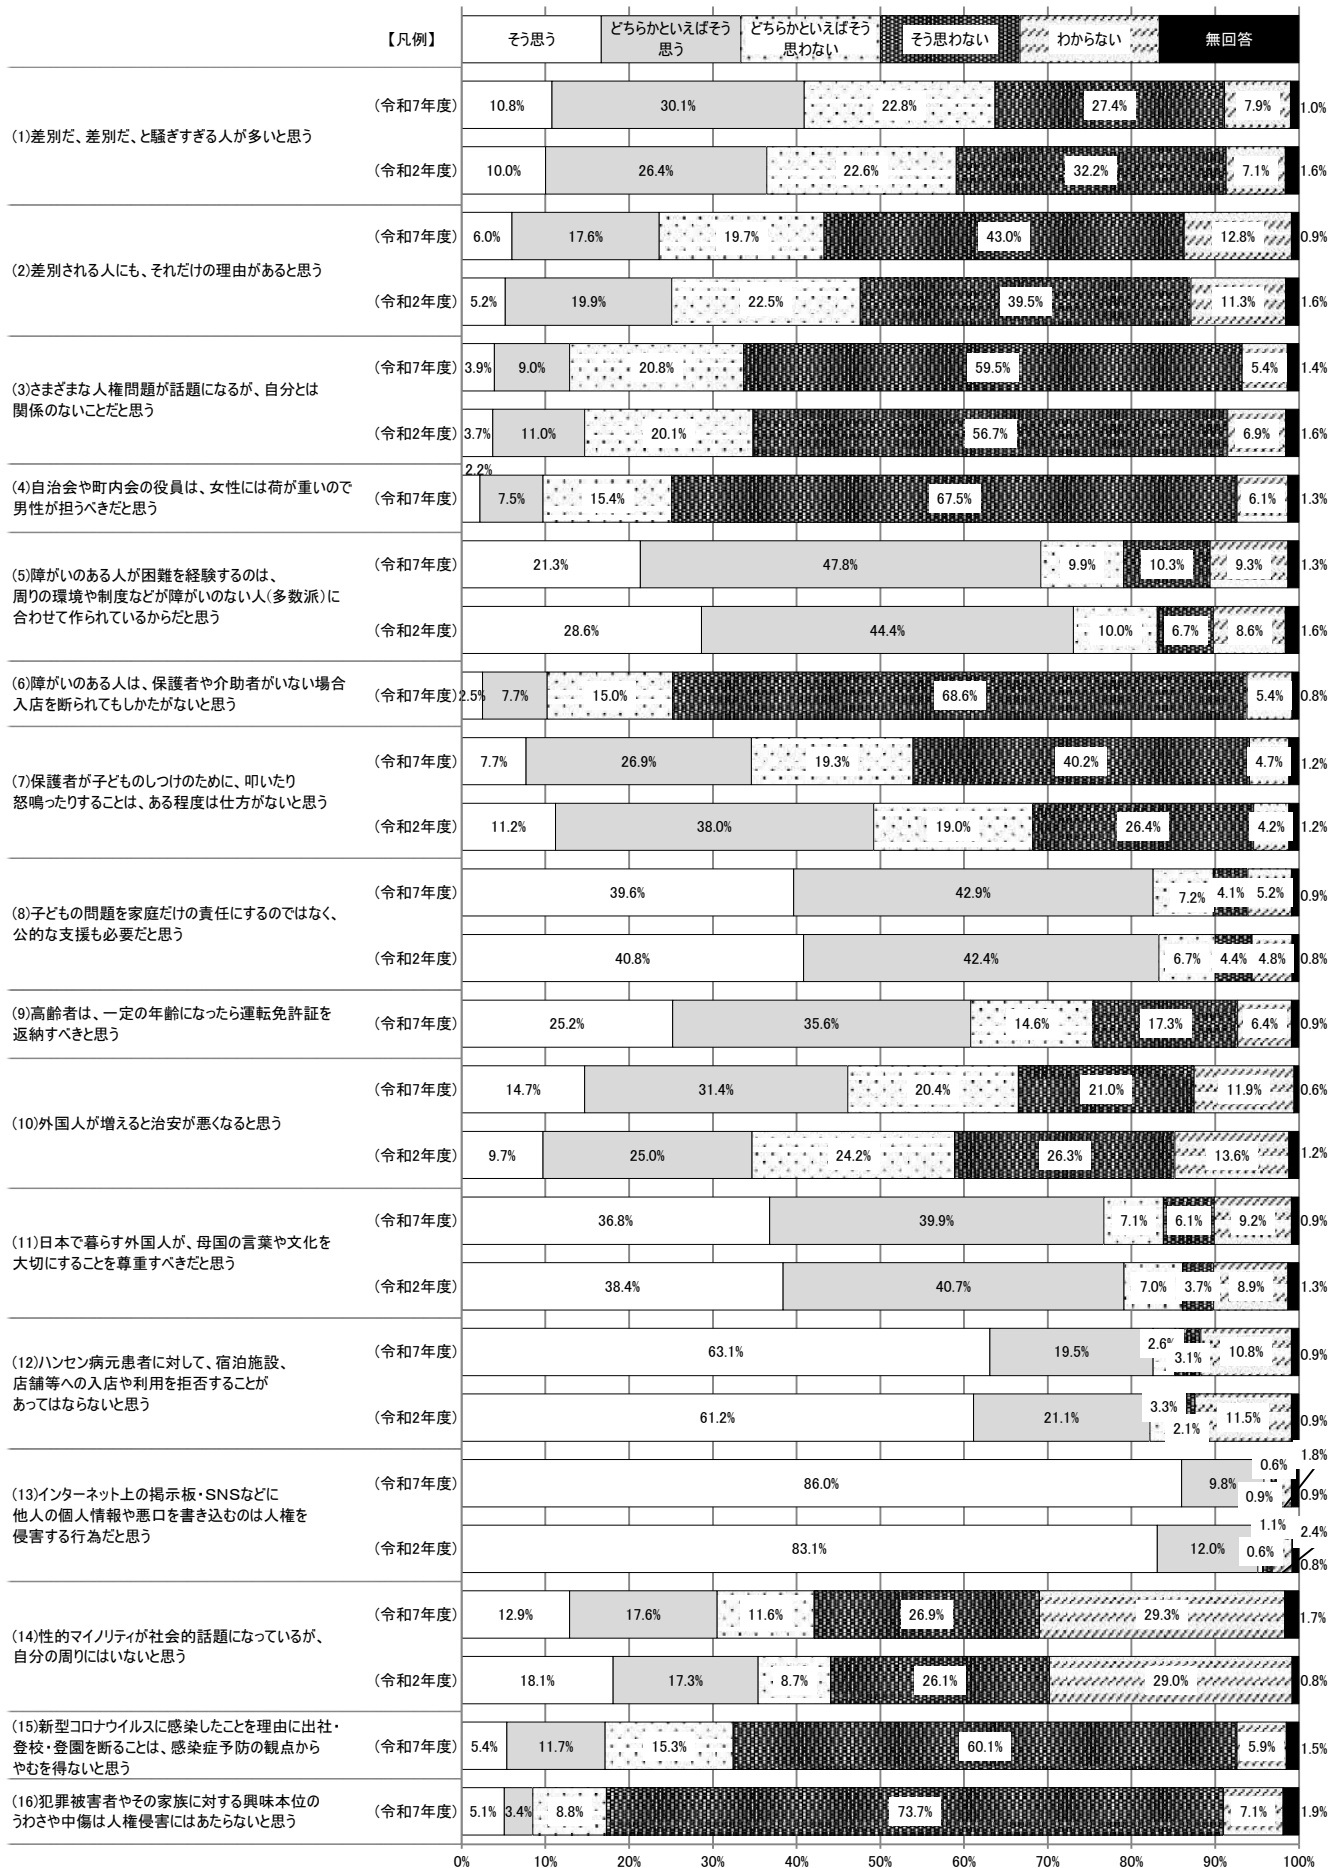 【凡例】
そう思う
どちらかといえばそう
思う
どちらかといえばそう
思わない
そう思わない
わからない
無回答
(1)差別だ、差別だ、と騒ぎすぎる人が多いと思う
(令和7年度) 10.8% 30.1% 22.8% 27.4% 7.9% 1.0%
(令和2年度) 10.0% 26.4% 22.6% 32.2% 7.1% 1.6%
(2)差別される人にも、それだけの理由があると思う
(令和7年度) 6.0% 17.6% 19.7% 43.0% 12.8% 0.9%
(令和2年度) 5.2% 19.9% 22.5% 39.5% 11.3% 1.6%
(3)さまざまな人権問題が話題になるが、自分とは
関係のないことだと思う
(令和7年度) 3.9% 9.0% 20.8% 59.5% 5.4% 1.4%
(令和2年度) 3.7% 11.0% 20.1% 56.7% 6.9% 1.6%
(4)自治会や町内会の役員は、女性には荷が重いので
男性が担うべきだと思う
(令和7年度) 2.2% 7.5% 15.4% 67.5% 6.1% 1.3%
(5)障がいのある人が困難を経験するのは、
周りの環境や制度などが障がいのない人(多数派)に
合わせて作られているからだと思う
(令和7年度) 21.3% 47.8% 9.9% 10.3% 9.3% 1.3%
(令和2年度) 28.6% 44.4% 10.0% 6.7% 8.6% 1.6%
(6)障がいのある人は、保護者や介助者がいない場合
入店を断られてもしかたがないと思う
(令和7年度) 2.5% 7.7% 15.0% 68.6% 5.4% 0.8%
(7)保護者が子どものしつけのために、叩いたり
怒鳴ったりすることは、ある程度は仕方がないと思う
(令和7年度) 7.7% 26.9% 19.3% 40.2% 4.7% 1.2%
(令和2年度) 11.2% 38.0% 19.0% 26.4% 4.2% 1.2%
(8)子どもの問題を家庭だけの責任にするのではなく、
公的な支援も必要だと思う
(令和7年度) 39.6% 42.9% 7.2% 4.1% 5.2% 0.9%
(令和2年度) 40.8% 42.4% 6.7% 4.4% 4.8% 0.8%
(9)高齢者は、一定の年齢になったら運転免許証を
返納すべきと思う
(令和7年度) 25.2% 35.6% 14.6% 17.3% 6.4% 0.9%
(10)外国人が増えると治安が悪くなると思う
(令和7年度) 14.7% 31.4% 20.4% 21.0% 11.9% 0.6%
(令和2年度) 9.7% 25.0% 24.2% 26.3% 13.6% 1.2%
(11)日本で暮らす外国人が、母国の言葉や文化を
大切にすることを尊重すべきだと思う
(令和7年度) 36.8% 39.9% 7.1% 6.1% 9.2% 0.9%
(令和2年度) 38.4% 40.7% 7.0% 3.7% 8.9% 1.3%
(12)ハンセン病元患者に対して、宿泊施設、
店舗等への入店や利用を拒否することが
あってはならないと思う
(令和7年度) 63.1% 19.5% 2.6% 3.1% 10.8% 0.9%
(令和2年度) 61.2% 21.1% 3.3% 2.1% 11.5% 0.9%
(13)インターネット上の掲示板・SNSなどに
他人の個人情報や悪口を書き込むのは人権を
侵害する行為だと思う
(令和7年度) 86.0% 9.8% 0.6% 0.9% 1.8% 0.9%
(令和2年度) 83.1% 12.0% 0.6% 1.1% 2.4% 0.8%
(14)性的マイノリティが社会的話題になっているが、
自分の周りにはいないと思う
(令和7年度) 12.9% 17.6% 11.6% 26.9% 29.3% 1.7%
(令和2年度) 18.1% 17.3% 8.7% 26.1% 29.0% 0.8%
(15)新型コロナウイルスに感染したことを理由に出社・
登校・登園を断ることは、感染症予防の観点から
やむを得ないと思う
(令和7年度) 5.4% 11.7% 15.3% 60.1% 5.9% 1.5%
(16)犯罪被害者やその家族に対する興味本位の
うわさや中傷は人権侵害にはあたらないと思う
(令和7年度) 5.1% 3.4% 8.8% 73.7% 7.1% 1.9%
0% 10% 20% 30% 40% 50% 60% 70% 80% 90% 100%